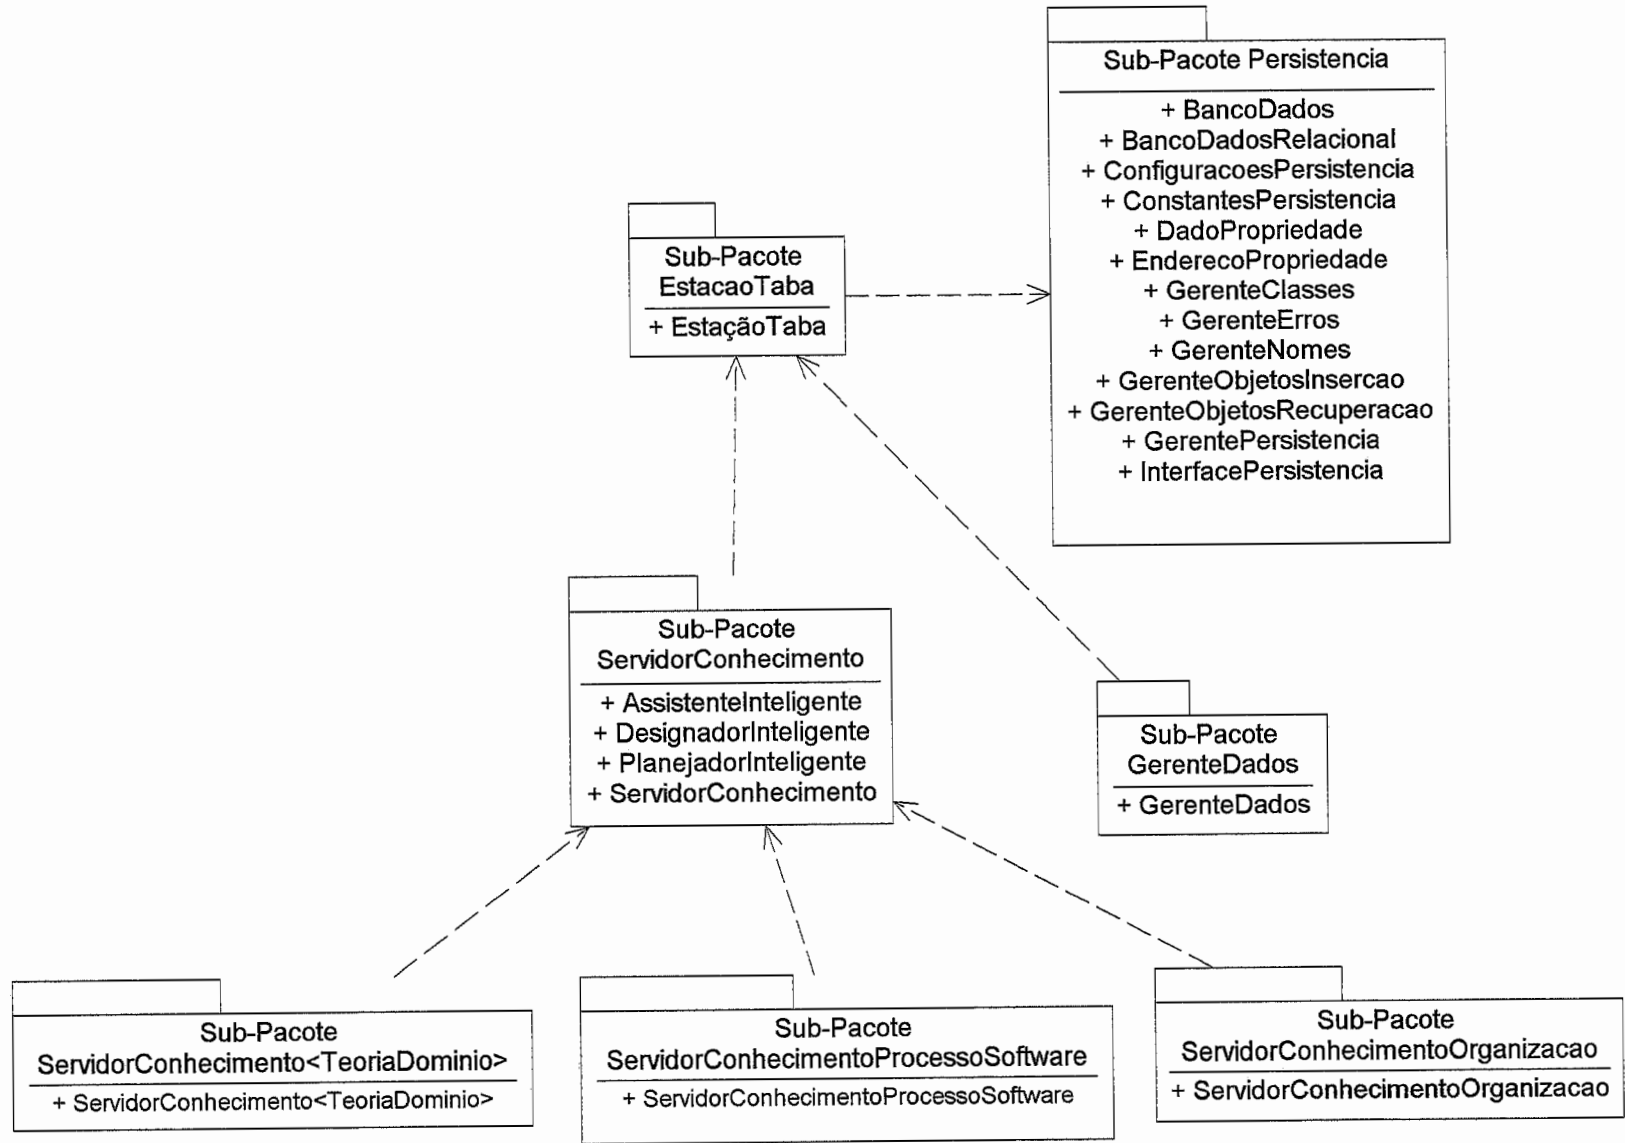 Sub-Pacote Persistencia
+ BancoDados
+ BancoDadosRelacional
+ ConfiguracoesPersistencia
+ ConstantesPersistencia
+ DadoPropriedade
+ EnderecoPropriedade
+ GerenteClasses
+ GerenteErros
+ GerenteNomes
+ GerenteObjetosInsercao
+ GerenteObjetosRecuperacao
+ GerentePersistencia
+ InterfacePersistencia
Sub-Pacote
EstacaoTaba
+ EstaçãoTaba
Sub-Pacote
ServidorConhecimento
+ AssistenteInteligente
+ DesignadorInteligente
+ PlanejadorInteligente
+ ServidorConhecimento
Sub-Pacote
GerenteDados
+ GerenteDados
Sub-Pacote
ServidorConhecimento<TeoriaDominio>
+ ServidorConhecimento<TeoriaDominio>
Sub-Pacote
ServidorConhecimentoProcessoSoftware
+ ServidorConhecimentoProcessoSoftware
Sub-Pacote
ServidorConhecimentoOrganizacao
+ ServidorConhecimentoOrganizacao